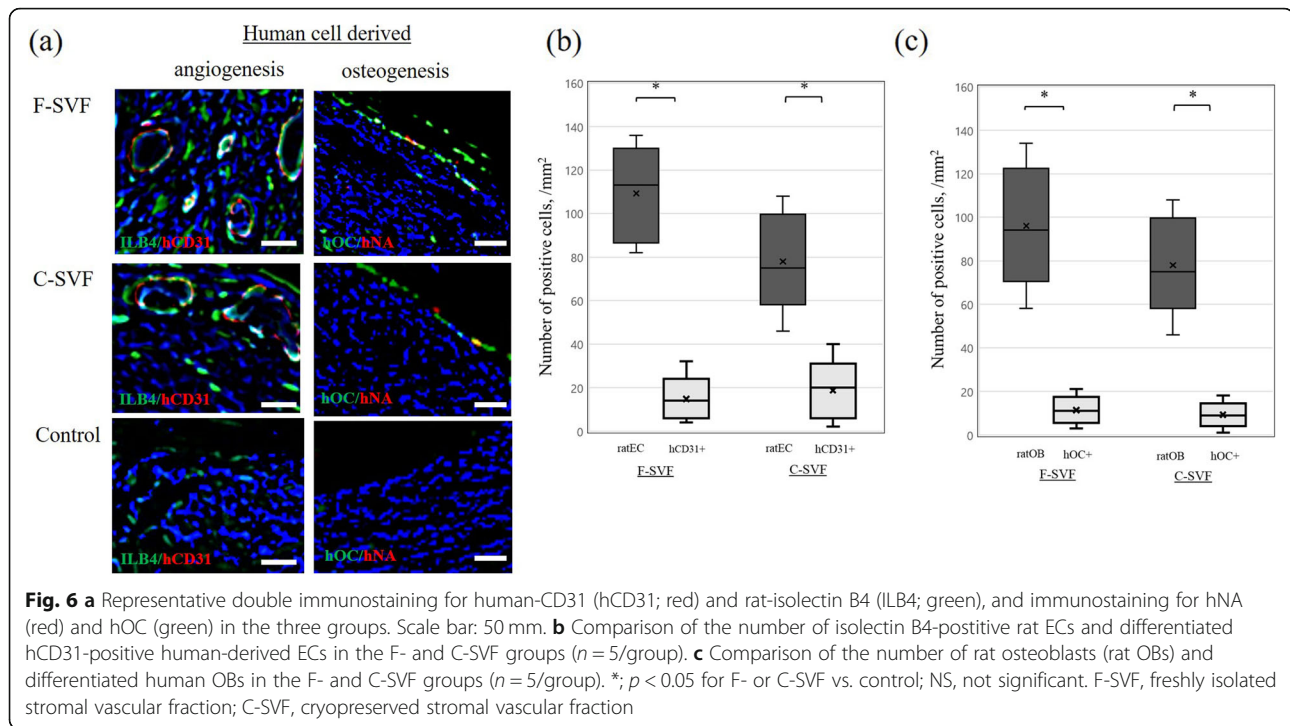 (a)
Human cell derived
angiogenesis osteogenesis
F-SVF
ILB4/hCD31
hOC/hNA
C-SVF
ILB4/hCD31
hOC/hNA
Control
ILB4/hCD31
hOC/hNA
(b)
Number of positive cells, /mm²
160
140
120
100
80
60
40
20
0
*
*
ratEC hCD31+ ratEC hCD31+
F-SVF C-SVF
(c)
Number of positive cells, /mm²
160
140
120
100
80
60
40
20
0
*
*
ratOB hOC+ ratOB hOC+
F-SVF C-SVF
Fig. 6 a Representative double immunostaining for human-CD31 (hCD31; red) and rat-isolectin B4 (ILB4; green), and immunostaining for hNA
(red) and hOC (green) in the three groups. Scale bar: 50 mm. b Comparison of the number of isolectin B4-postitive rat ECs and differentiated
hCD31-positive human-derived ECs in the F- and C-SVF groups (n = 5/group). c Comparison of the number of rat osteoblasts (rat OBs) and
differentiated human OBs in the F- and C-SVF groups (n = 5/group). *; p < 0.05 for F- or C-SVF vs. control; NS, not significant. F-SVF, freshly isolated
stromal vascular fraction; C-SVF, cryopreserved stromal vascular fraction